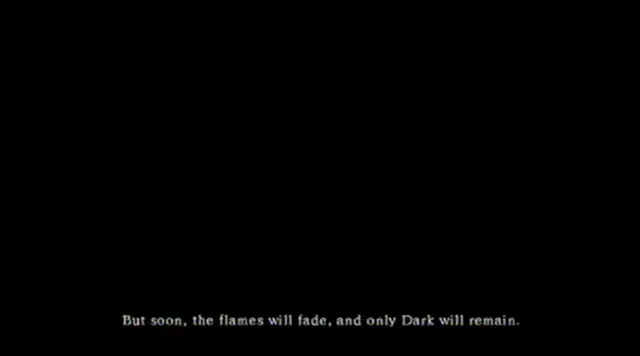 But soon, the flames will fade, and only Dark will remain.